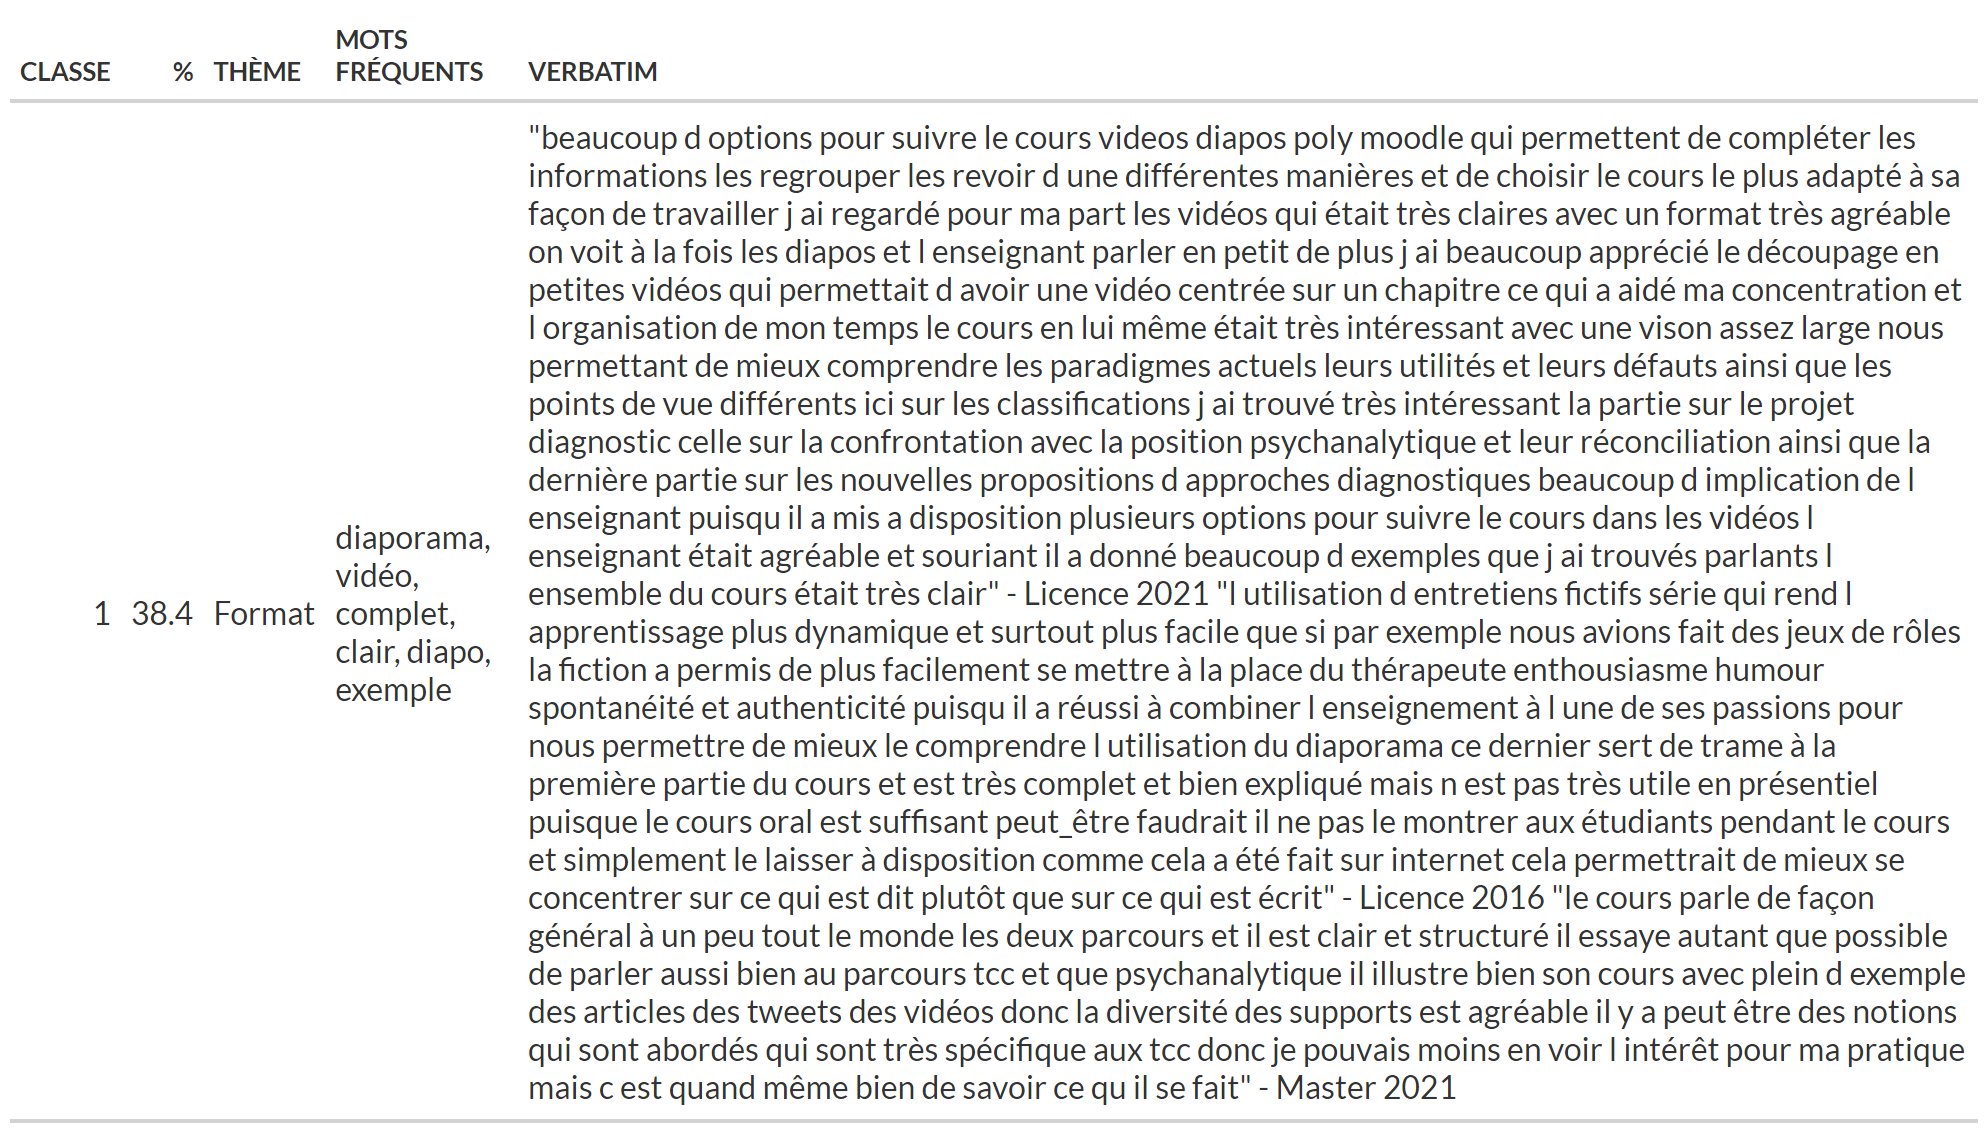 CLASSE % THÈME MOTS FRÉQUENTS VERBATIM
1 38.4 Format
diaporama,
vidéo,
complet,
clair, diapo,
exemple
"beaucoup d options pour suivre le cours videos diapos poly moodle qui permettent de compléter les
informations les regrouper les revoir d une différentes manières et de choisir le cours le plus adapté à sa
façon de travailler j ai regardé pour ma part les vidéos qui était très claires avec un format très agréable
on voit à la fois les diapos et l enseignant parler en petit de plus j ai beaucoup apprécié le découpage en
petites vidéos qui permettait d avoir une vidéo centrée sur un chapitre ce qui a aidé ma concentration et
l organisation de mon temps le cours en lui même était très intéressant avec une vison assez large nous
permettant de mieux comprendre les paradigmes actuels leurs utilités et leurs défauts ainsi que les
points de vue différents ici sur les classifications j ai trouvé très intéressant la partie sur le projet
diagnostic celle sur la confrontation avec la position psychanalytique et leur réconciliation ainsi que la
dernière partie sur les nouvelles propositions d approches diagnostiques beaucoup d implication de l
enseignant puisqu il a mis a disposition plusieurs options pour suivre le cours dans les vidéos l
enseignant était agréable et souriant il a donné beaucoup d exemples que j ai trouvés parlants l
ensemble du cours était très clair" - Licence 2021 "l utilisation d entretiens fictifs série qui rend l
apprentissage plus dynamique et surtout plus facile que si par exemple nous avions fait des jeux de rôles
la fiction a permis de plus facilement se mettre à la place du thérapeute enthousiasme humour
spontanéité et authenticité puisqu il a réussi à combiner l enseignement à l une de ses passions pour
nous permettre de mieux le comprendre l utilisation du diaporama ce dernier sert de trame à la
première partie du cours et est très complet et bien expliqué mais n est pas très utile en présentiel
puisque le cours oral est suffisant peut_être faudrait il ne pas le montrer aux étudiants pendant le cours
et simplement le laisser à disposition comme cela a été fait sur internet cela permettrait de mieux se
concentrer sur ce qui est dit plutôt que sur ce qui est écrit" - Licence 2016 "le cours parle de façon
général à un peu tout le monde les deux parcours et il est clair et structuré il essaye autant que possible
de parler aussi bien au parcours tcc et que psychanalytique il illustre bien son cours avec plein d exemple
des articles des tweets des vidéos donc la diversité des supports est agréable il y a peut être des notions
qui sont abordés qui sont très spécifique aux tcc donc je pouvais moins en voir l intérêt pour ma pratique
mais c est quand même bien de savoir ce qu il se fait" - Master 2021